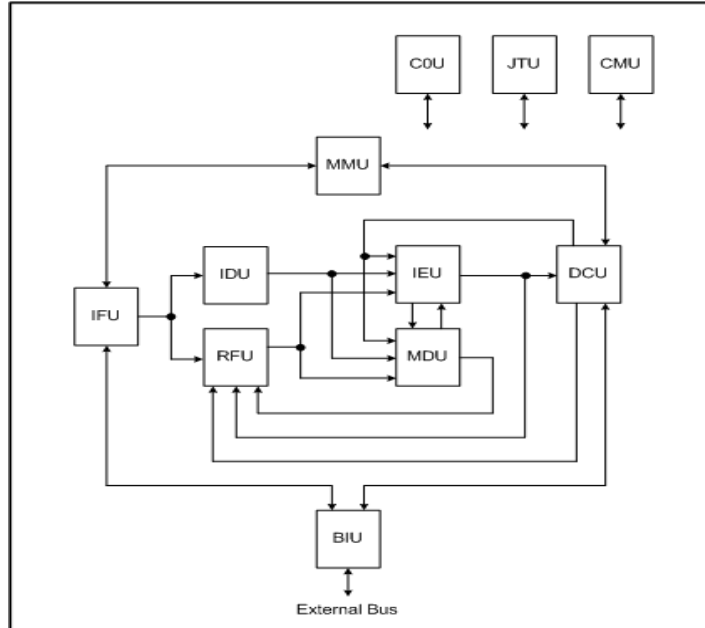 C0U
JTU
CMU
MMU
IDU
IEU
DCU
IFU
RFU
MDU
BIU
External Bus